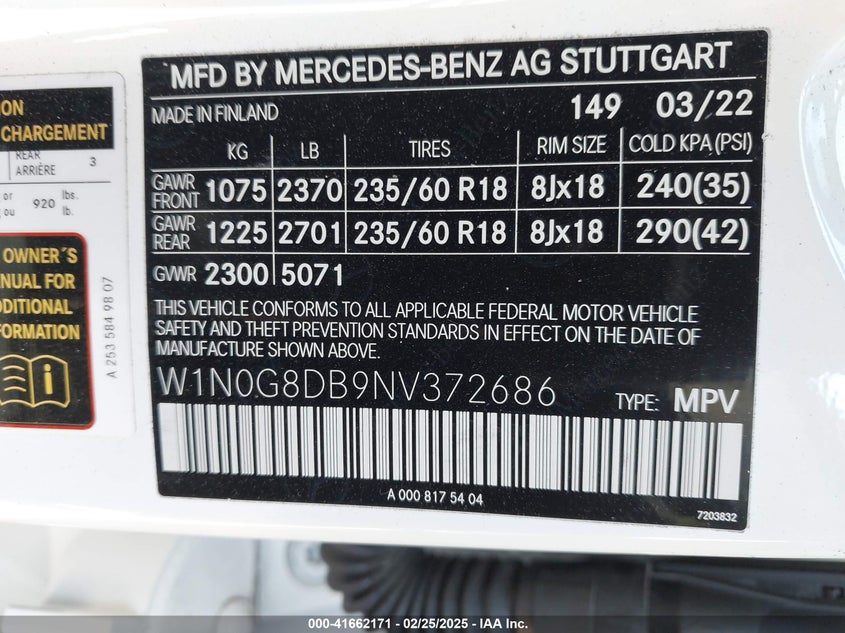 MFD BY MERCEDES-BENZ AG STUTTGART
MADE IN FINLAND 149 03/22
KG LB TIRES RIM SIZE COLD KPA (PSI)
GAWR FRONT 1075 2370 235/60 R18 8Jx18 240(35)
GAWR REAR 1225 2701 235/60 R18 8Jx18 290(42)
GVWR 2300 5071
THIS VEHICLE CONFORMS TO ALL APPLICABLE FEDERAL MOTOR VEHICLE
SAFETY AND THEFT PREVENTION STANDARDS IN EFFECT ON THE DATE OF
MANUFACTURE SHOWN ABOVE.
W1N0G8DB9NV372686 TYPE: MPV
A 000 817 54 04
7203832
CHARGEMENT
REAR
ARRIÈRE 3
or lbs.
ou 920 lb.
OWNER'S
FOR
A 253 584 98 07
000-41662171 - 02/25/2025 - IAA Inc.